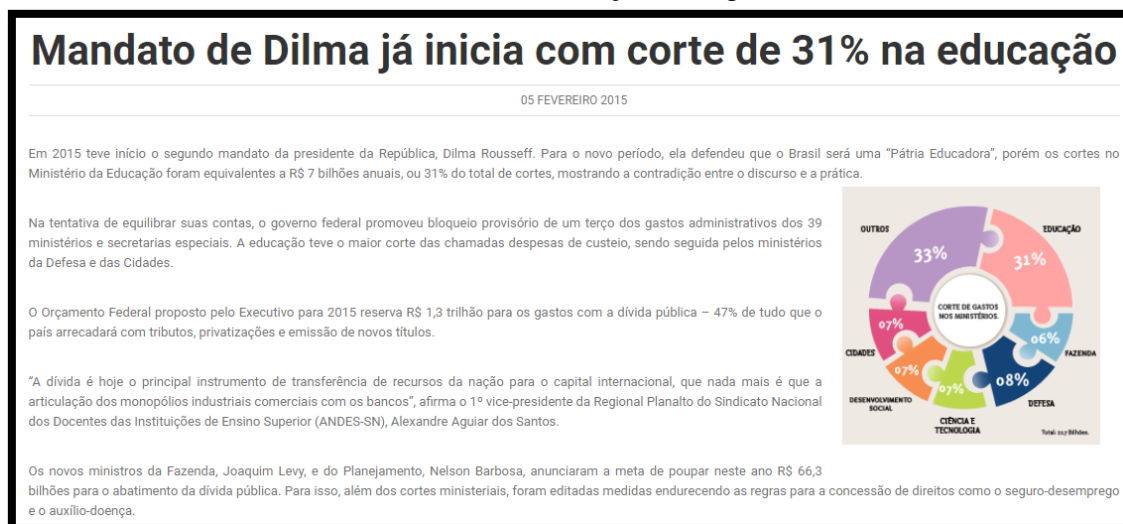 Mandato de Dilma já inicia com corte de 31% na educação
05 FEVEREIRO 2015
Em 2015 teve início o segundo mandato da presidente da República, Dilma Rousseff. Para o novo período, ela defendeu que o Brasil será uma “Pátria Educadora”, porém os cortes no
Ministério da Educação foram equivalentes a R$ 7 bilhões anuais, ou 31% do total de cortes, mostrando a contradição entre o discurso e a prática.
Na tentativa de equilibrar suas contas, o governo federal promoveu bloqueio provisório de um terço dos gastos administrativos dos 39
ministérios e secretarias especiais. A educação teve o maior corte das chamadas despesas de custeio, sendo seguida pelos ministérios
da Defesa e das Cidades.
O Orçamento Federal proposto pelo Executivo para 2015 reserva R$ 1,3 trilhão para os gastos com a dívida pública – 47% de tudo que o
país arrecadará com tributos, privatizações e emissão de novos títulos.
“A dívida é hoje o principal instrumento de transferência de recursos da nação para o capital internacional, que nada mais é que a
articulação dos monopólios industriais comerciais com os bancos”, afirma o 1º vice-presidente da Regional Planalto do Sindicato Nacional
dos Docentes das Instituições de Ensino Superior (ANDES-SN), Alexandre Aguiar dos Santos.
Os novos ministros da Fazenda, Joaquim Levy, e do Planejamento, Nelson Barbosa, anunciaram a meta de poupar neste ano R$ 66,3
bilhões para o abatimento da dívida pública. Para isso, além dos cortes ministeriais, foram editadas medidas endurecendo as regras para a concessão de direitos como o seguro-desemprego
e o auxílio-doença.
OUTROS
33%
EDUCAÇÃO
31%
CORTE DE GASTOS
NOS MINISTÉRIOS.
07%
CIDADES
06%
FAZENDA
07%
DESENVOLVIMENTO
SOCIAL
07%
CIÊNCIA E
TECNOLOGIA
08%
DEFESA
Total: Bilhões.